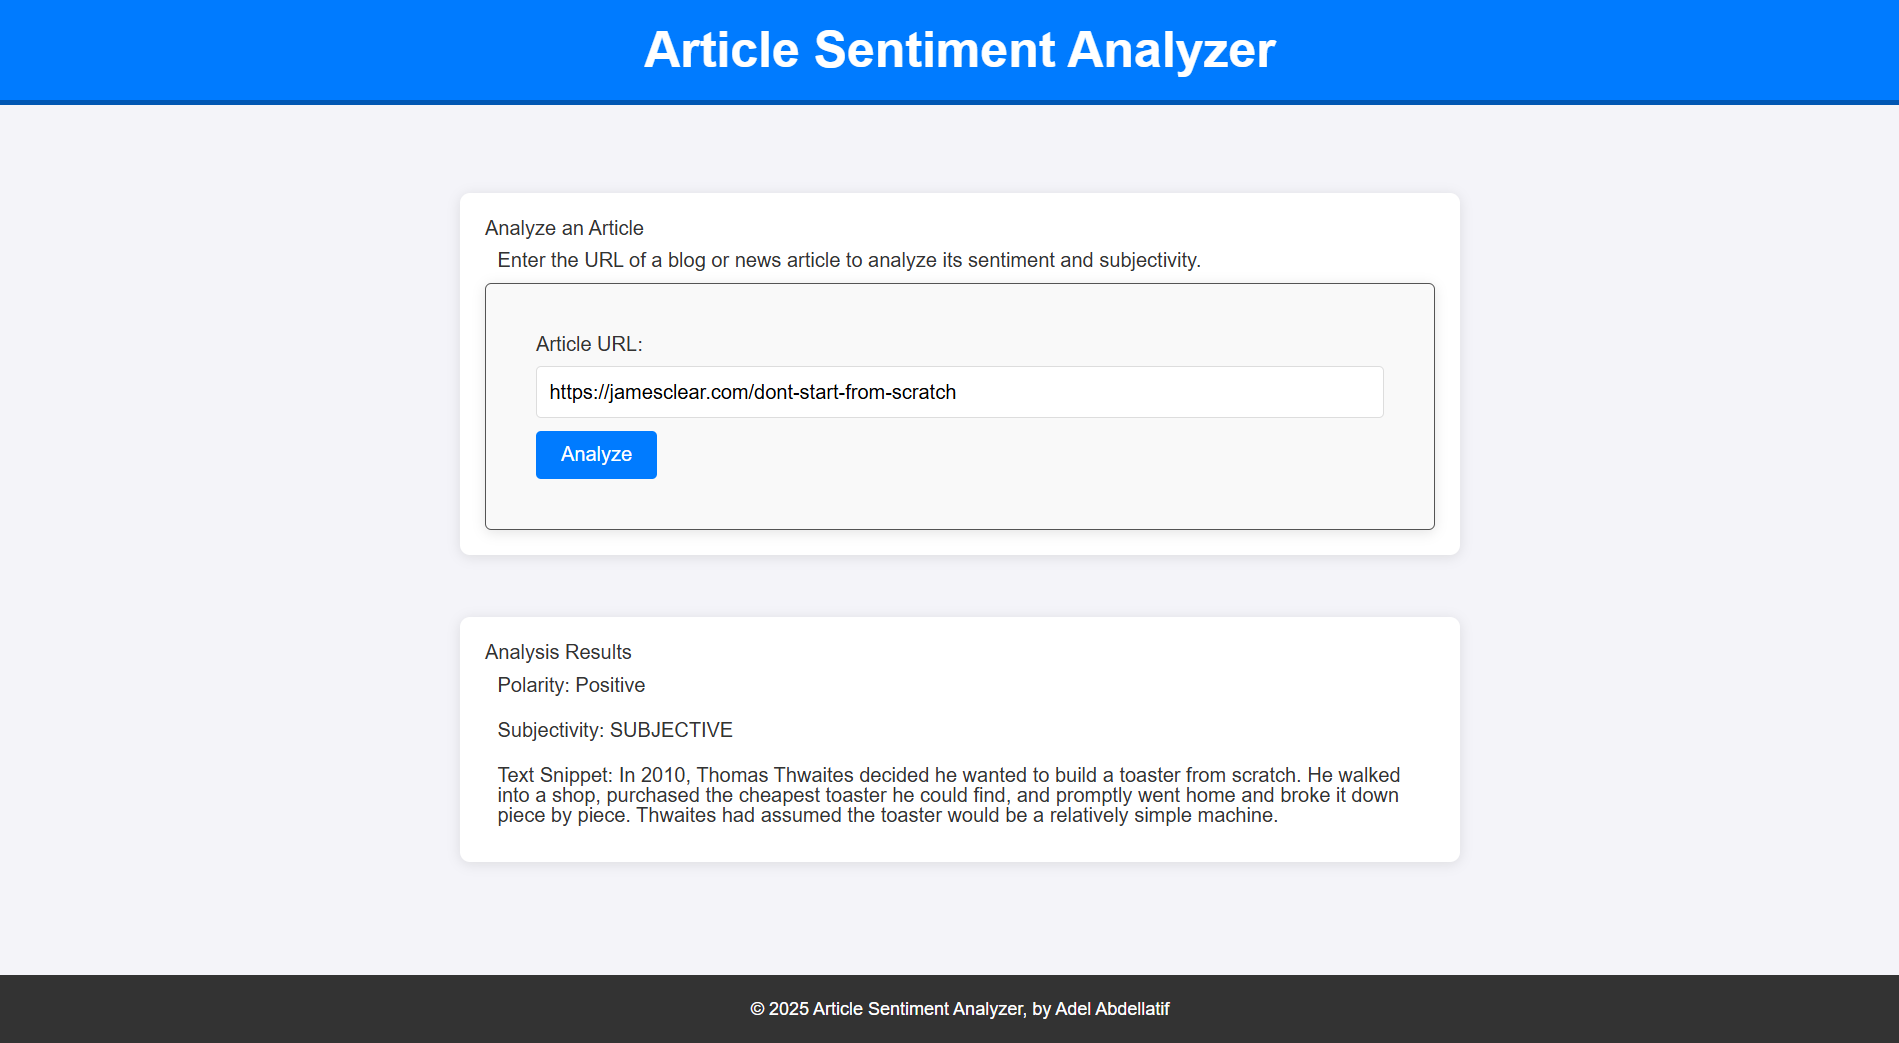 Article Sentiment Analyzer
Analyze an Article
Enter the URL of a blog or news article to analyze its sentiment and subjectivity.
Article URL:
https://jamesclear.com/dont-start-from-scratch
Analyze
Analysis Results
Polarity: Positive
Subjectivity: SUBJECTIVE
Text Snippet: In 2010, Thomas Thwaites decided he wanted to build a toaster from scratch. He walked
into a shop, purchased the cheapest toaster he could find, and promptly went home and broke it down
piece by piece. Thwaites had assumed the toaster would be a relatively simple machine.
© 2025 Article Sentiment Analyzer, by Adel Abdellatif